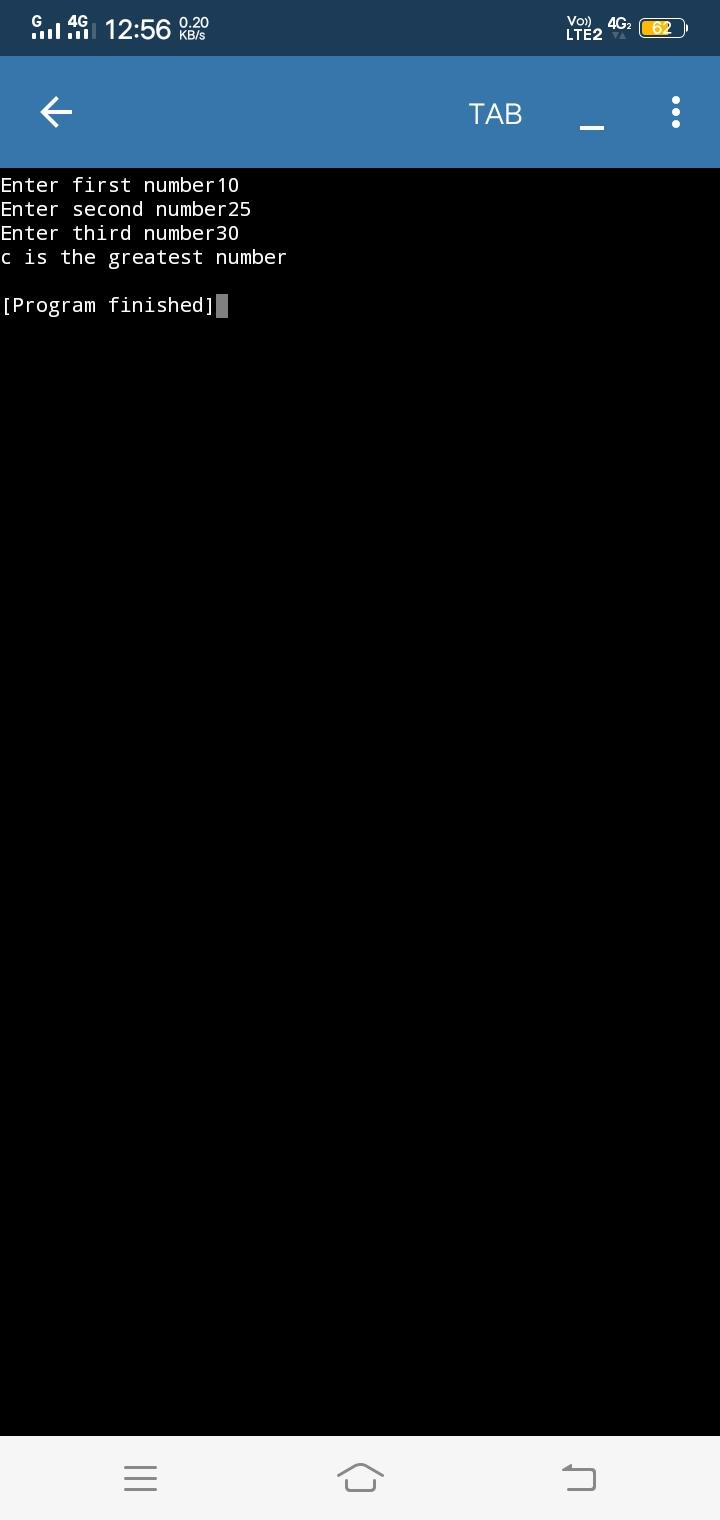 G 4G 12:56 0.20 KB/s Vo)) LTE2 4G2 62
TAB
Enter first number10
Enter second number25
Enter third number30
c is the greatest number
[Program finished]